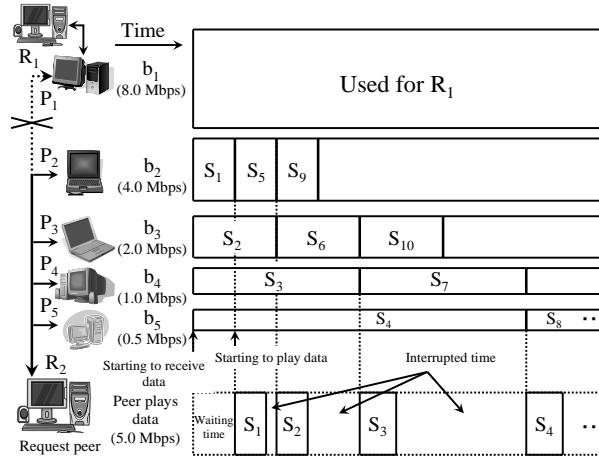 Time
R1
b1
(8.0 Mbps)
Used for R1
P1
P2
b2
(4.0 Mbps)
S1 S5 S9
P3
b3
(2.0 Mbps)
S2 S6 S10
P4
b4
(1.0 Mbps)
S3 S7
P5
b5
(0.5 Mbps)
S4 S8 ··
R2
Starting to receive
data
Starting to play data
Interrupted time
Peer plays
data
(5.0 Mbps)
Waiting
time
S1 S2 S3 S4 ··
Request peer